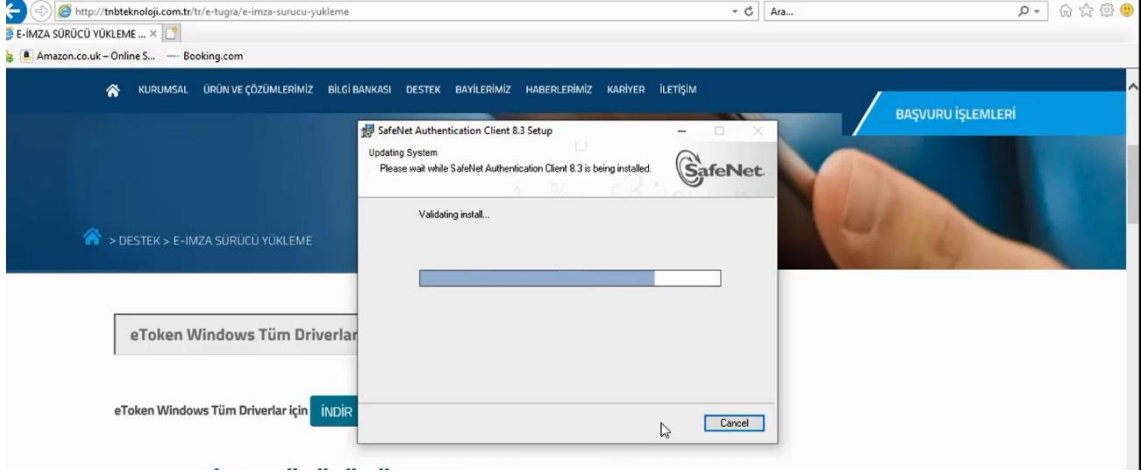 http://tnbteknoloji.com.tr/tr/e-tugra/e-imza-surucu-yukleme
Ara...
E-İMZA SÜRÜCÜ YÜKLEME ...
Amazon.co.uk – Online S...
Booking.com
KURUMSAL ÜRÜN VE ÇÖZÜMLERİMİZ BİLGİ BANKASI DESTEK BAYİLERİMİZ HABERLERİMİZ KARİYER İLETİŞİM
BAŞVURU İŞLEMLERİ
SafeNet Authentication Client 8.3 Setup
Updating System
Please wait while SafeNet Authentication Client 8.3 is being installed.
SafeNet.
Validating install...
> DESTEK > E-İMZA SÜRÜCÜ YÜKLEME
eToken Windows Tüm Driverlar
eToken Windows Tüm Driverlar için İNDİR
Cancel